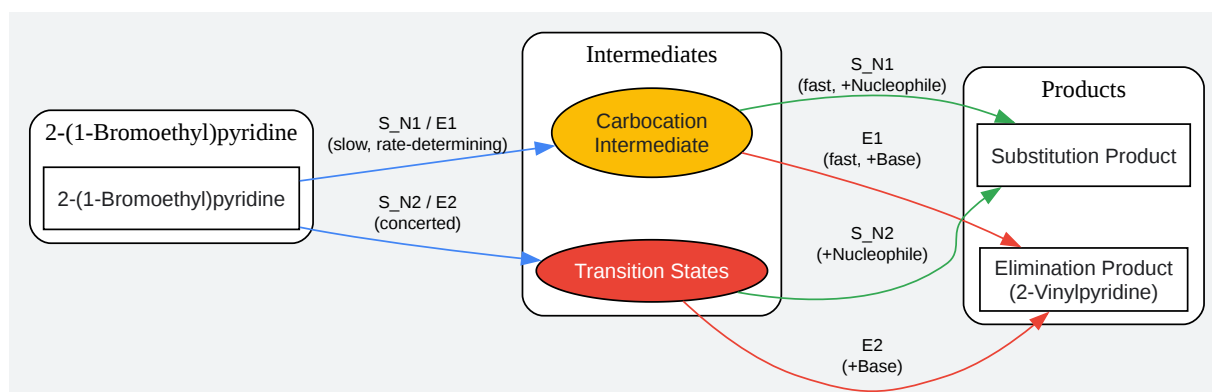 2-(1-Bromoethyl)pyridine
2-(1-Bromoethyl)pyridine
S_N1 / E1
(slow, rate-determining)
S_N2 / E2
(concerted)
Intermediates
Carbocation
Intermediate
Transition States
S_N1
(fast, +Nucleophile)
E1
(fast, +Base)
S_N2
(+Nucleophile)
E2
(+Base)
Products
Substitution Product
Elimination Product
(2-Vinylpyridine)